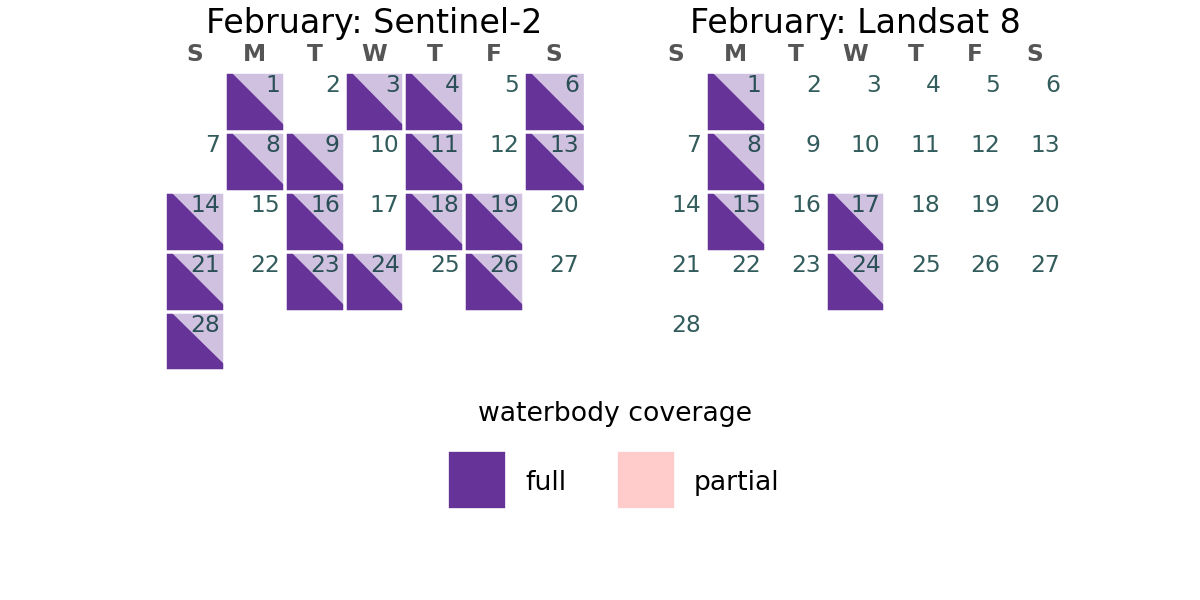 February: Sentinel-2
S M T W T F S
1 2 3 4 5 6
7 8 9 10 11 12 13
14 15 16 17 18 19 20
21 22 23 24 25 26 27
28
February: Landsat 8
S M T W T F S
1 2 3 4 5 6
7 8 9 10 11 12 13
14 15 16 17 18 19 20
21 22 23 24 25 26 27
28
waterbody coverage
full partial